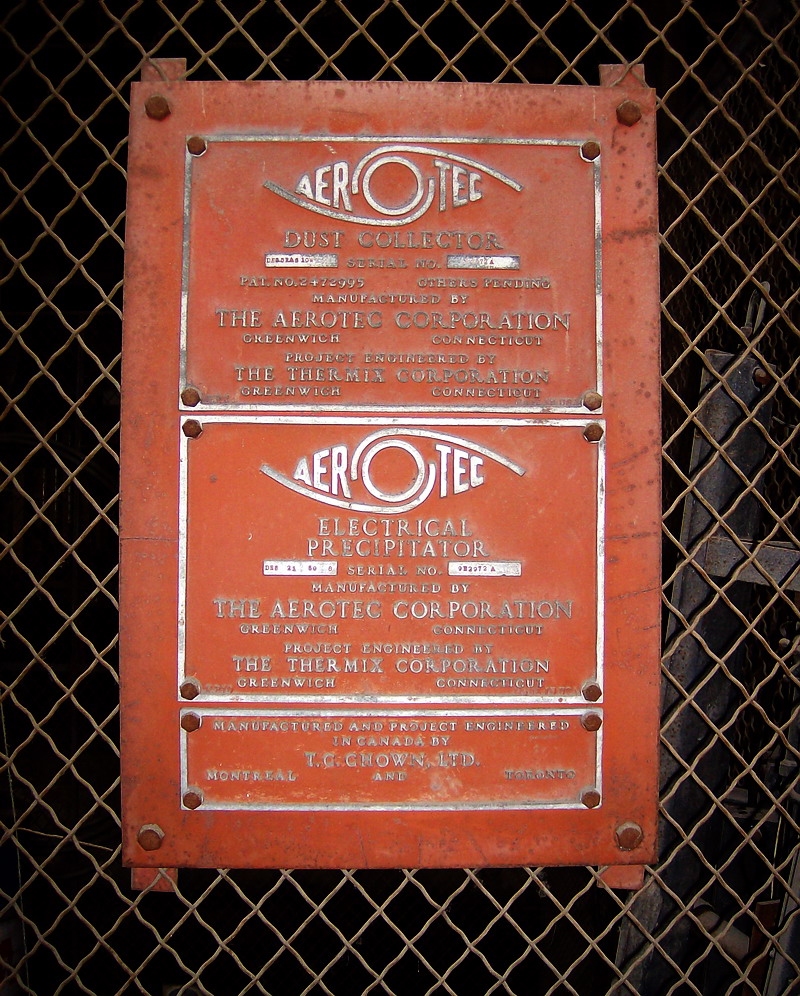 AEROTEC
DUST COLLECTOR
SERIAL NO.
PAT. NO. 2472995 OTHERS PENDING
MANUFACTURED BY
THE AEROTEC CORPORATION
GREENWICH CONNECTICUT
PROJECT ENGINEERED BY
THE THERMIX CORPORATION
GREENWICH CONNECTICUT
AEROTEC
ELECTRICAL
PRECIPITATOR
SERIAL NO.
MANUFACTURED BY
THE AEROTEC CORPORATION
GREENWICH CONNECTICUT
PROJECT ENGINEERED BY
THE THERMIX CORPORATION
GREENWICH CONNECTICUT
MANUFACTURED AND PROJECT ENGINEERED
IN CANADA BY
T.C. CHOWN, LTD.
MONTREAL AND TORONTO